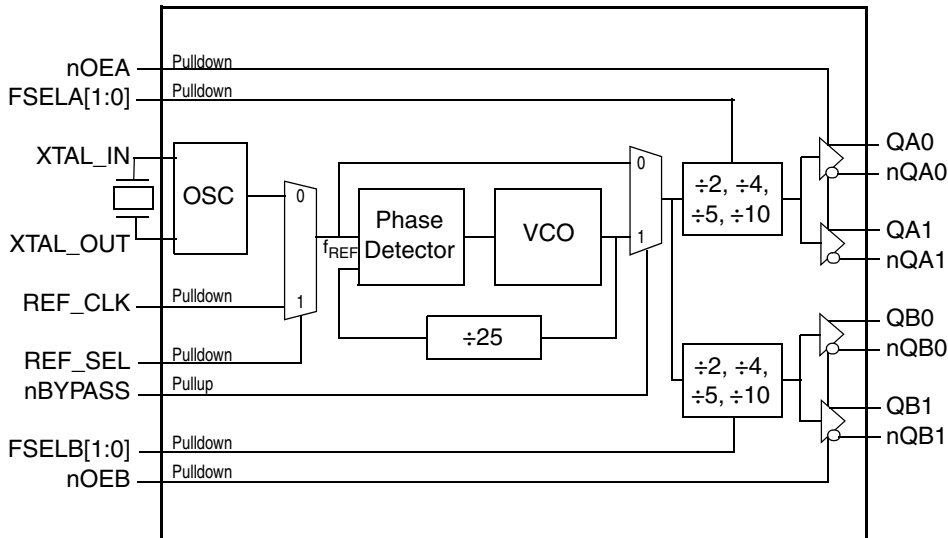 nOEA
Pulldown
FSELA[1:0]
Pulldown
XTAL_IN
OSC
XTAL_OUT
REF_CLK
Pulldown
REF_SEL
Pulldown
nBYPASS
Pullup
FSELB[1:0]
Pulldown
nOEB
Pulldown
0
1
fREF
Phase
Detector
VCO
÷25
0
1
÷2, ÷4,
÷5, ÷10
÷2, ÷4,
÷5, ÷10
QA0
nQA0
QA1
nQA1
QB0
nQB0
QB1
nQB1